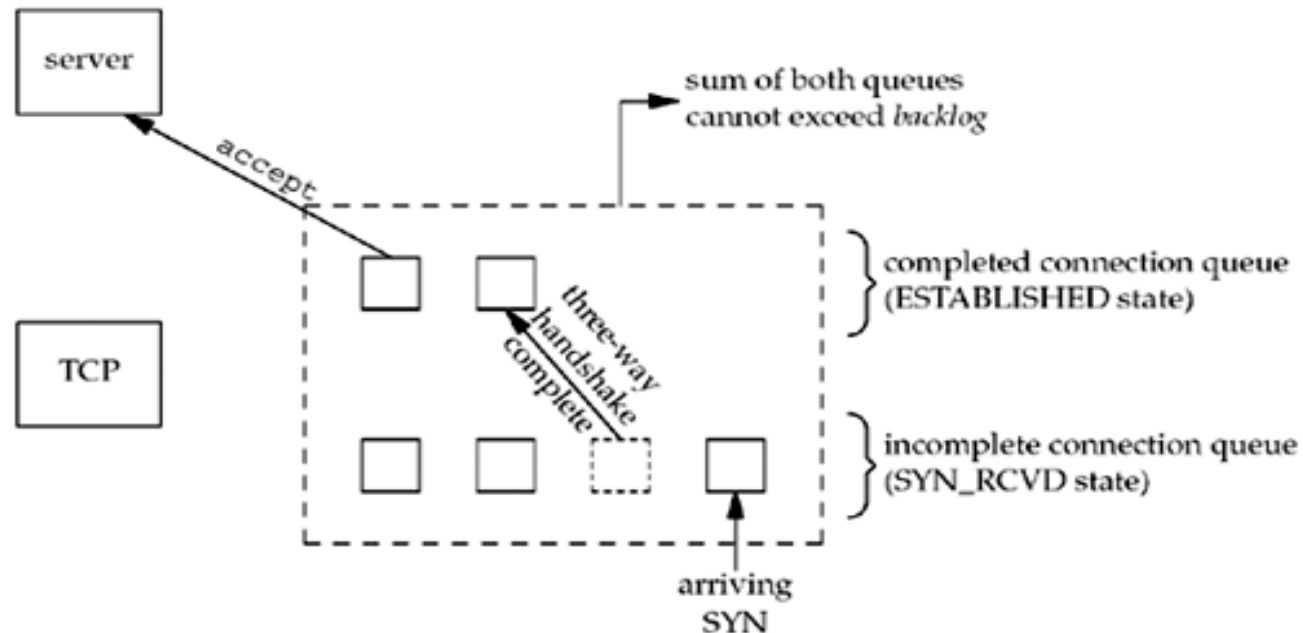 server
sum of both queues
cannot exceed backlog
accept
completed connection queue
(ESTABLISHED state)
three-way
handshake
complete
TCP
incomplete connection queue
(SYN_RCVD state)
arriving
SYN